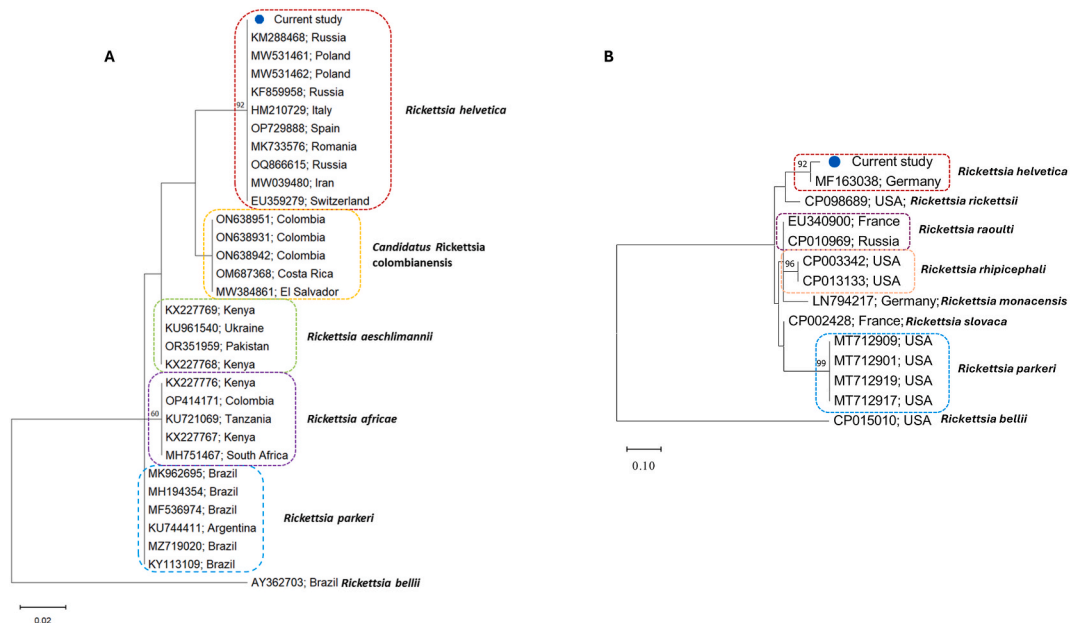 A
Current study
KM288468; Russia
MW531461; Poland
MW531462; Poland
KF859958; Russia
92
HM210729; Italy
Rickettsia helvetica
OP729888; Spain
MK733576; Romania
OQ866615; Russia
MW039480; Iran
EU359279; Switzerland
ON638951; Colombia
ON638931; Colombia
ON638942; Colombia
OM687368; Costa Rica
MW384861; El Salvador
Candidatus Rickettsia
colombianensis
KX227769; Kenya
KU961540; Ukraine
OR351959; Pakistan
KX227768; Kenya
Rickettsia aeschlimannii
KX227776; Kenya
OP414171; Colombia
60
KU721069; Tanzania
KX227767; Kenya
MH751467; South Africa
Rickettsia africae
MK962695; Brazil
MH194354; Brazil
MF536974; Brazil
KU744411; Argentina
MZ719020; Brazil
KY113109; Brazil
Rickettsia parkeri
AY362703; Brazil Rickettsia bellii
0.02
B
92
Current study
MF163038; Germany
Rickettsia helvetica
CP098689; USA; Rickettsia rickettsii
EU340900; France
CP010969; Russia
Rickettsia raoulti
96
CP003342; USA
CP013133; USA
Rickettsia rhipicephali
LN794217; Germany; Rickettsia monacensis
CP002428; France; Rickettsia slovaca
MT712909; USA
99
MT712901; USA
MT712919; USA
MT712917; USA
Rickettsia parkeri
CP015010; USA Rickettsia bellii
0.10